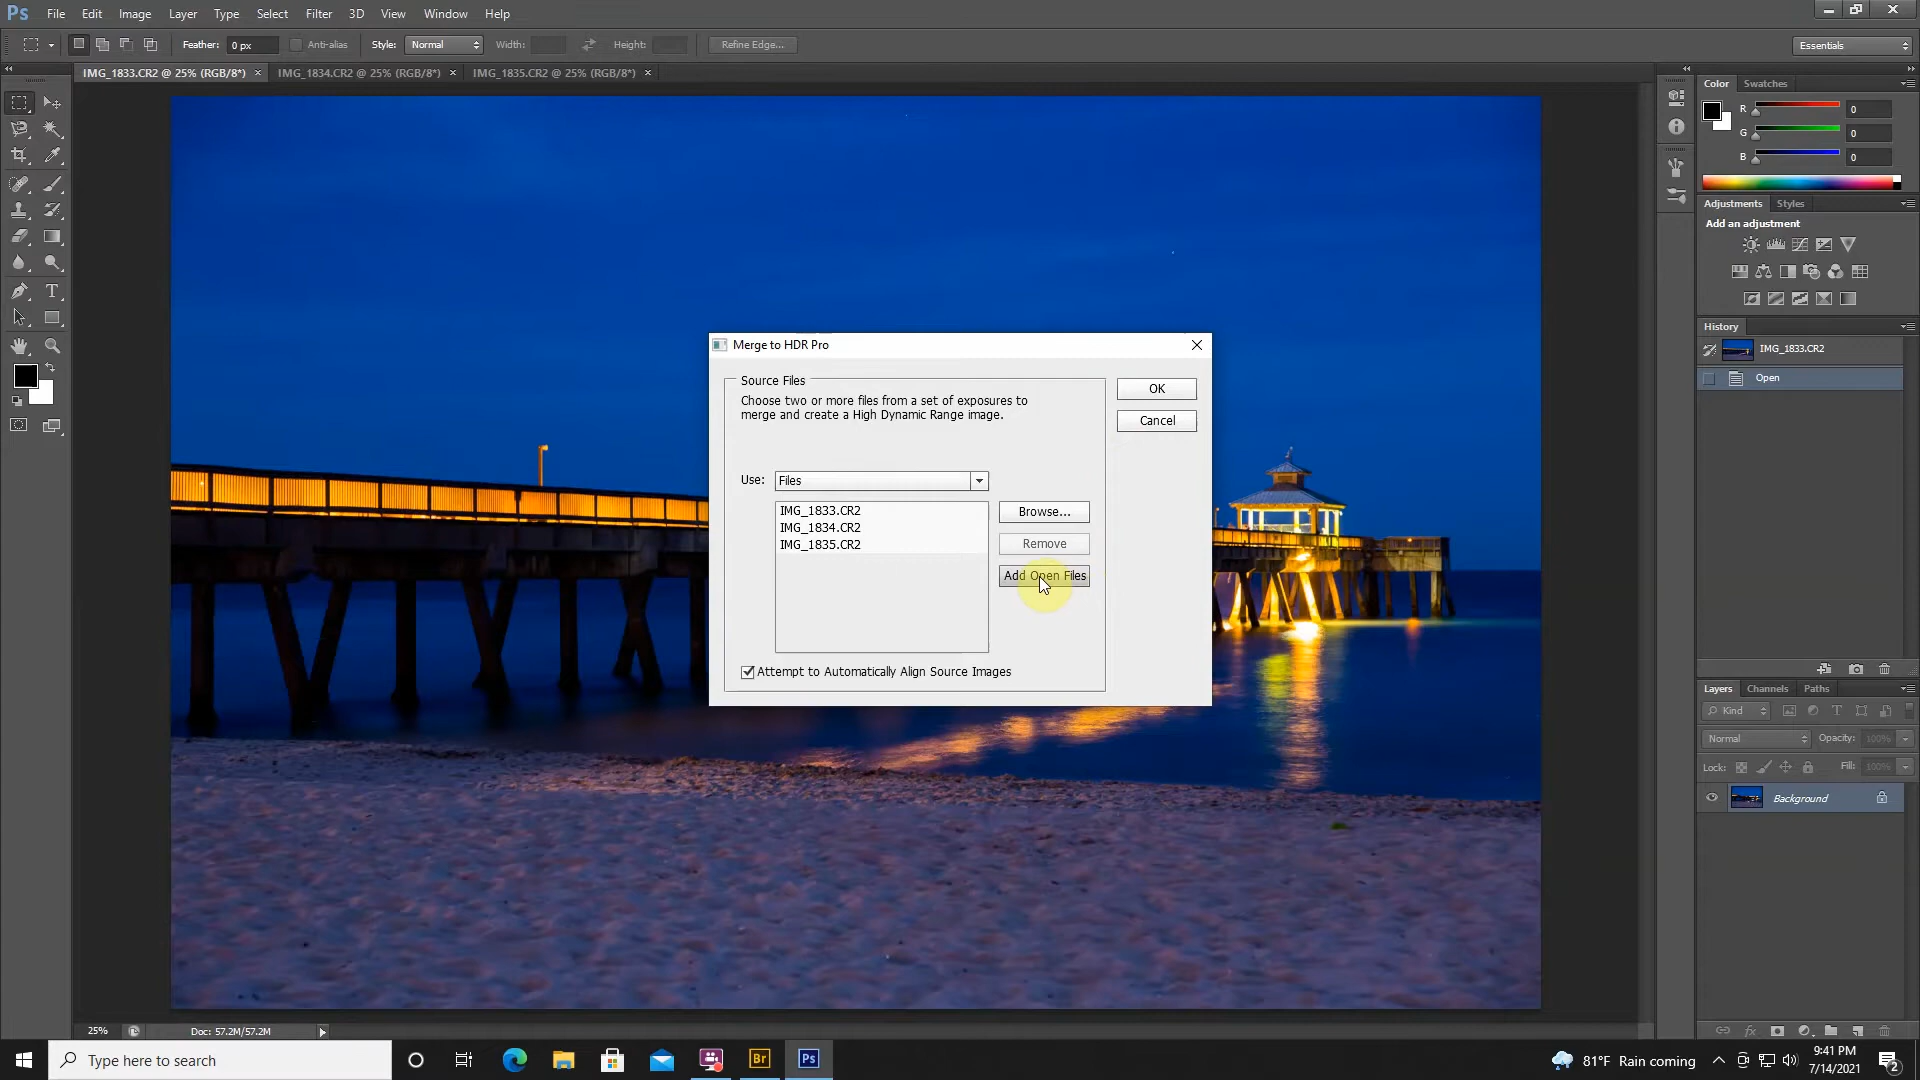 Ps File Edit Image Layer Type Select Filter 3D View Window Help
Feather: 0 px Anti-alias Style: Normal Width: Height: Refine Edge... Essentials
IMG_1833.CR2 @ 25% (RGB/8*) × IMG_1834.CR2 @ 25% (RGB/8*) × IMG_1835.CR2 @ 25% (RGB/8*) ×
Color Swatches
R 0
G 0
B 0
Adjustments Styles
Add an adjustment
History
IMG_1833.CR2
Open
Merge to HDR Pro
Source Files
Choose two or more files from a set of exposures to
merge and create a High Dynamic Range image.
OK
Cancel
Use: Files
IMG_1833.CR2
IMG_1834.CR2
IMG_1835.CR2
Browse...
Remove
Add Open Files
Attempt to Automatically Align Source Images
Layers Channels Paths
Kind
Normal Opacity: 100%
Lock: Fill: 100%
Background
25% Doc: 57.2M/57.2M
Type here to search
Br Ps
81°F Rain coming
9:41 PM
7/14/2021
2